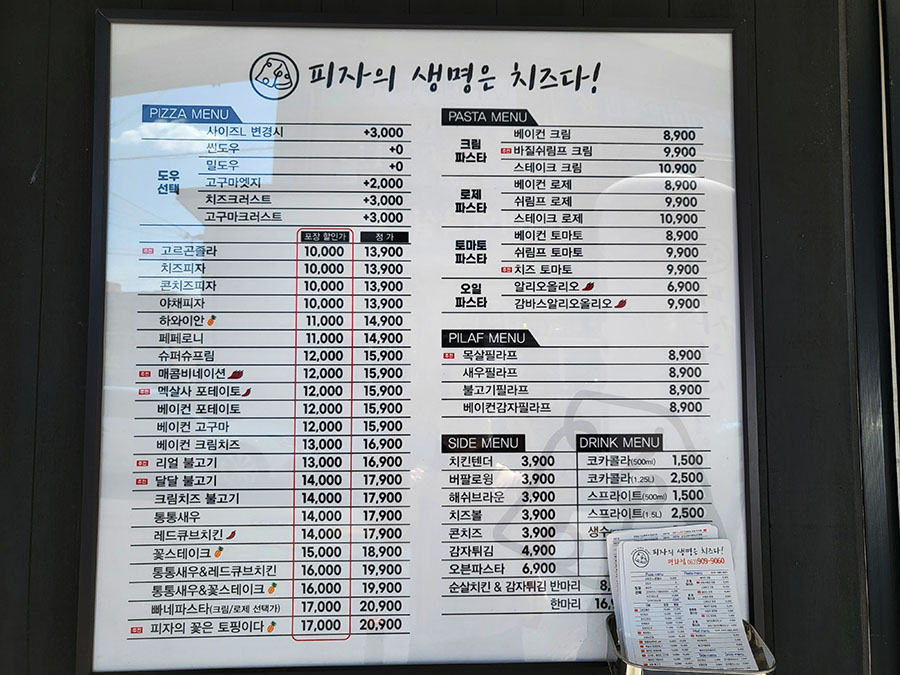 피자의 생명은 치즈다!
PIZZA MENU
도우 선택
사이즈L 변경시 +3,000
씬도우 +0
밀도우 +0
고구마엣지 +2,000
치즈크러스트 +3,000
고구마크러스트 +3,000
포장 할인가 정 가
추천 고르곤졸라 10,000 13,900
치즈피자 10,000 13,900
콘치즈피자 10,000 13,900
야채피자 10,000 13,900
하와이안 11,000 14,900
페페로니 11,000 14,900
슈퍼슈프림 12,000 15,900
추천 매콤비네이션 12,000 15,900
추천 멕살사 포테이토 12,000 15,900
베이컨 포테이토 12,000 15,900
베이컨 고구마 12,000 15,900
베이컨 크림치즈 13,000 16,900
추천 리얼 불고기 13,000 16,900
추천 달달 불고기 14,000 17,900
크림치즈 불고기 14,000 17,900
통통새우 14,000 17,900
레드큐브치킨 14,000 17,900
꽃스테이크 15,000 18,900
통통새우&레드큐브치킨 16,000 19,900
통통새우&꽃스테이크 16,000 19,900
빠네파스타(크림/로제 선택가) 17,000 20,900
추천 피자의 꽃은 토핑이다 17,000 20,900
PASTA MENU
크림 파스타
베이컨 크림 8,900
추천 바질쉬림프 크림 9,900
스테이크 크림 10,900
로제 파스타
베이컨 로제 8,900
쉬림프 로제 9,900
스테이크 로제 10,900
토마토 파스타
베이컨 토마토 8,900
쉬림프 토마토 9,900
추천 치즈 토마토 9,900
오일 파스타
알리오올리오 6,900
감바스알리오올리오 9,900
PILAF MENU
추천 목살필라프 8,900
새우필라프 8,900
불고기필라프 8,900
베이컨감자필라프 8,900
SIDE MENU
치킨텐더 3,900
버팔로윙 3,900
해쉬브라운 3,900
치즈볼 3,900
콘치즈 3,900
감자튀김 4,900
오븐파스타 6,900
순살치킨 & 감자튀김 반마리
한마리
DRINK MENU
코카콜라(500ml) 1,500
코카콜라(1.25L) 2,500
스프라이트(500ml) 1,500
스프라이트(1.5L) 2,500
생수
피자의 생명은 치즈다!
062)909-9060